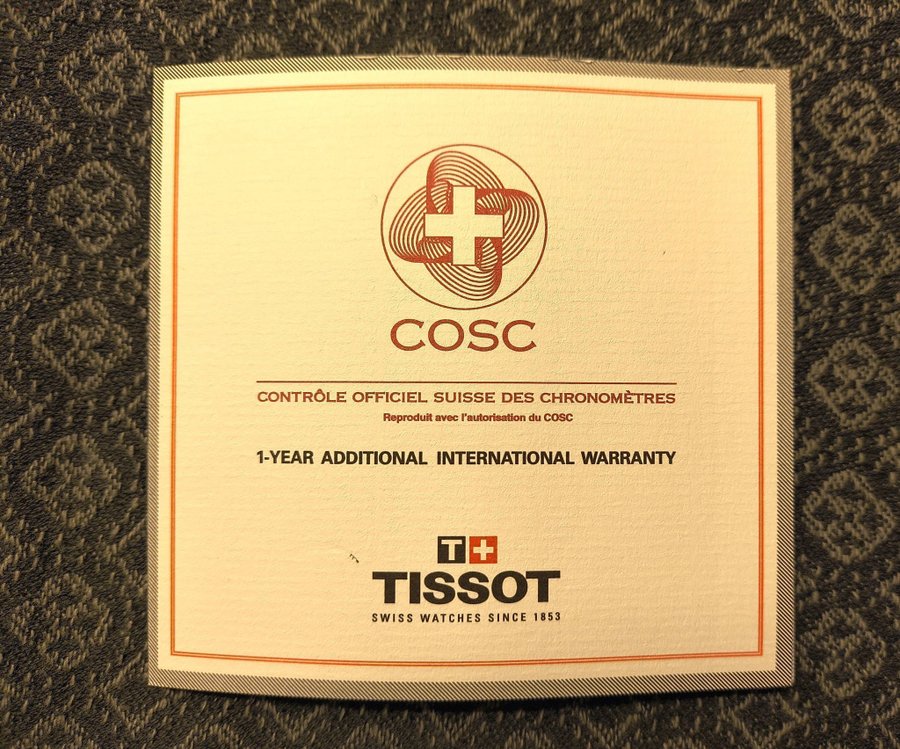 COSC
CONTRÔLE OFFICIEL SUISSE DES CHRONOMÈTRES
Reproduit avec l'autorisation du COSC
1-YEAR ADDITIONAL INTERNATIONAL WARRANTY
T+
TISSOT
SWISS WATCHES SINCE 1853